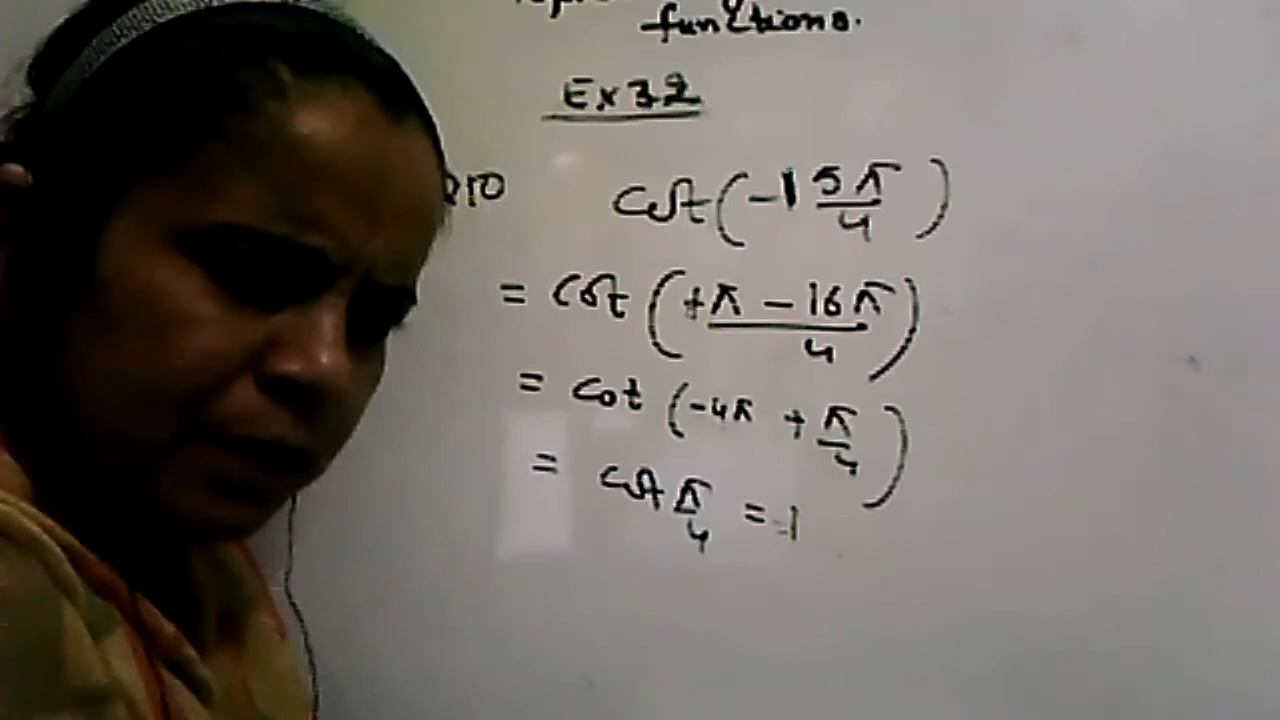 functions.
Ex 3.2
Q10 cot(-15π/4)
= cot(+π - 16π/4)
= cot(-4π + π/4)
= cot π/4 = 1